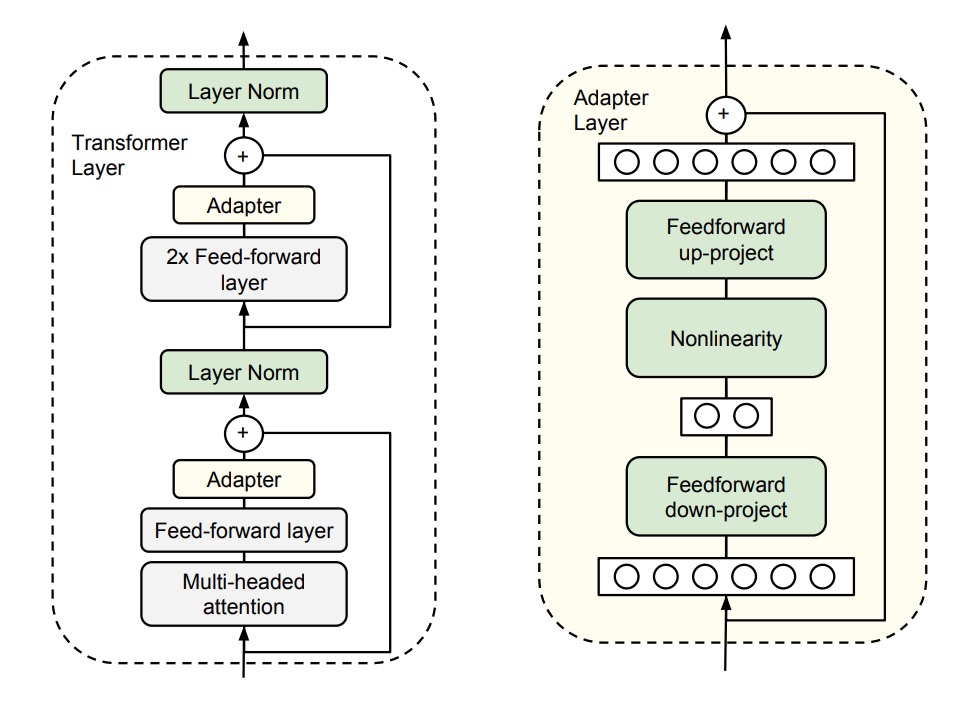 Transformer
Layer
Layer Norm
+
Adapter
2x Feed-forward
layer
Layer Norm
+
Adapter
Feed-forward layer
Multi-headed
attention
Adapter
Layer
+
Feedforward
up-project
Nonlinearity
Feedforward
down-project